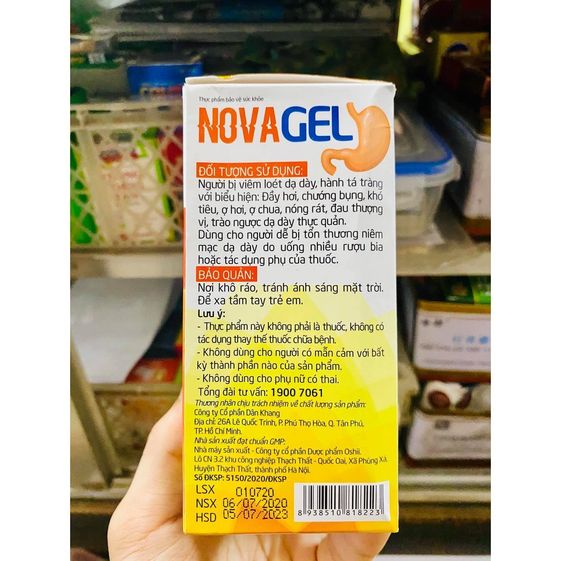 Thực phẩm bảo vệ sức khỏe
NOVAGEL
ĐỐI TƯỢNG SỬ DỤNG:
Người bị viêm loét dạ dày, hành tá tràng
với biểu hiện: Đầy hơi, chướng bụng, khó
tiêu, ợ hơi, ợ chua, nóng rát, đau thượng
vị, trào ngược dạ dày thực quản.
Dùng cho người dễ bị tổn thương niêm
mạc dạ dày do uống nhiều rượu bia
hoặc tác dụng phụ của thuốc.
BẢO QUẢN:
Nơi khô ráo, tránh ánh sáng mặt trời.
Để xa tầm tay trẻ em.
Lưu ý:
- Thực phẩm này không phải là thuốc, không có
tác dụng thay thế thuốc chữa bệnh.
- Không dùng cho người có mẫn cảm với bất
kỳ thành phần nào của sản phẩm.
- Không dùng cho phụ nữ có thai.
Tổng đài tư vấn: 1900 7061
Thương nhân chịu trách nhiệm về chất lượng sản phẩm:
Công ty Cổ phần Dân Khang
Địa chỉ: 26A Lê Quốc Trinh, P. Phú Thọ Hòa, Q. Tân Phú,
TP. Hồ Chí Minh.
Nhà sản xuất đạt chuẩn GMP:
Nhà máy sản xuất - Công ty cổ phần Dược phẩm Oshii.
Lô CN 3.2 khu công nghiệp Thạch Thất - Quốc Oai, Xã Phùng Xá,
Huyện Thạch Thất, thành phố Hà Nội.
Số ĐKSP: 5150/2020/ĐKSP
LSX 010720
NSX 06/07/2020
HSD 05/07/2023
8 938510 818223